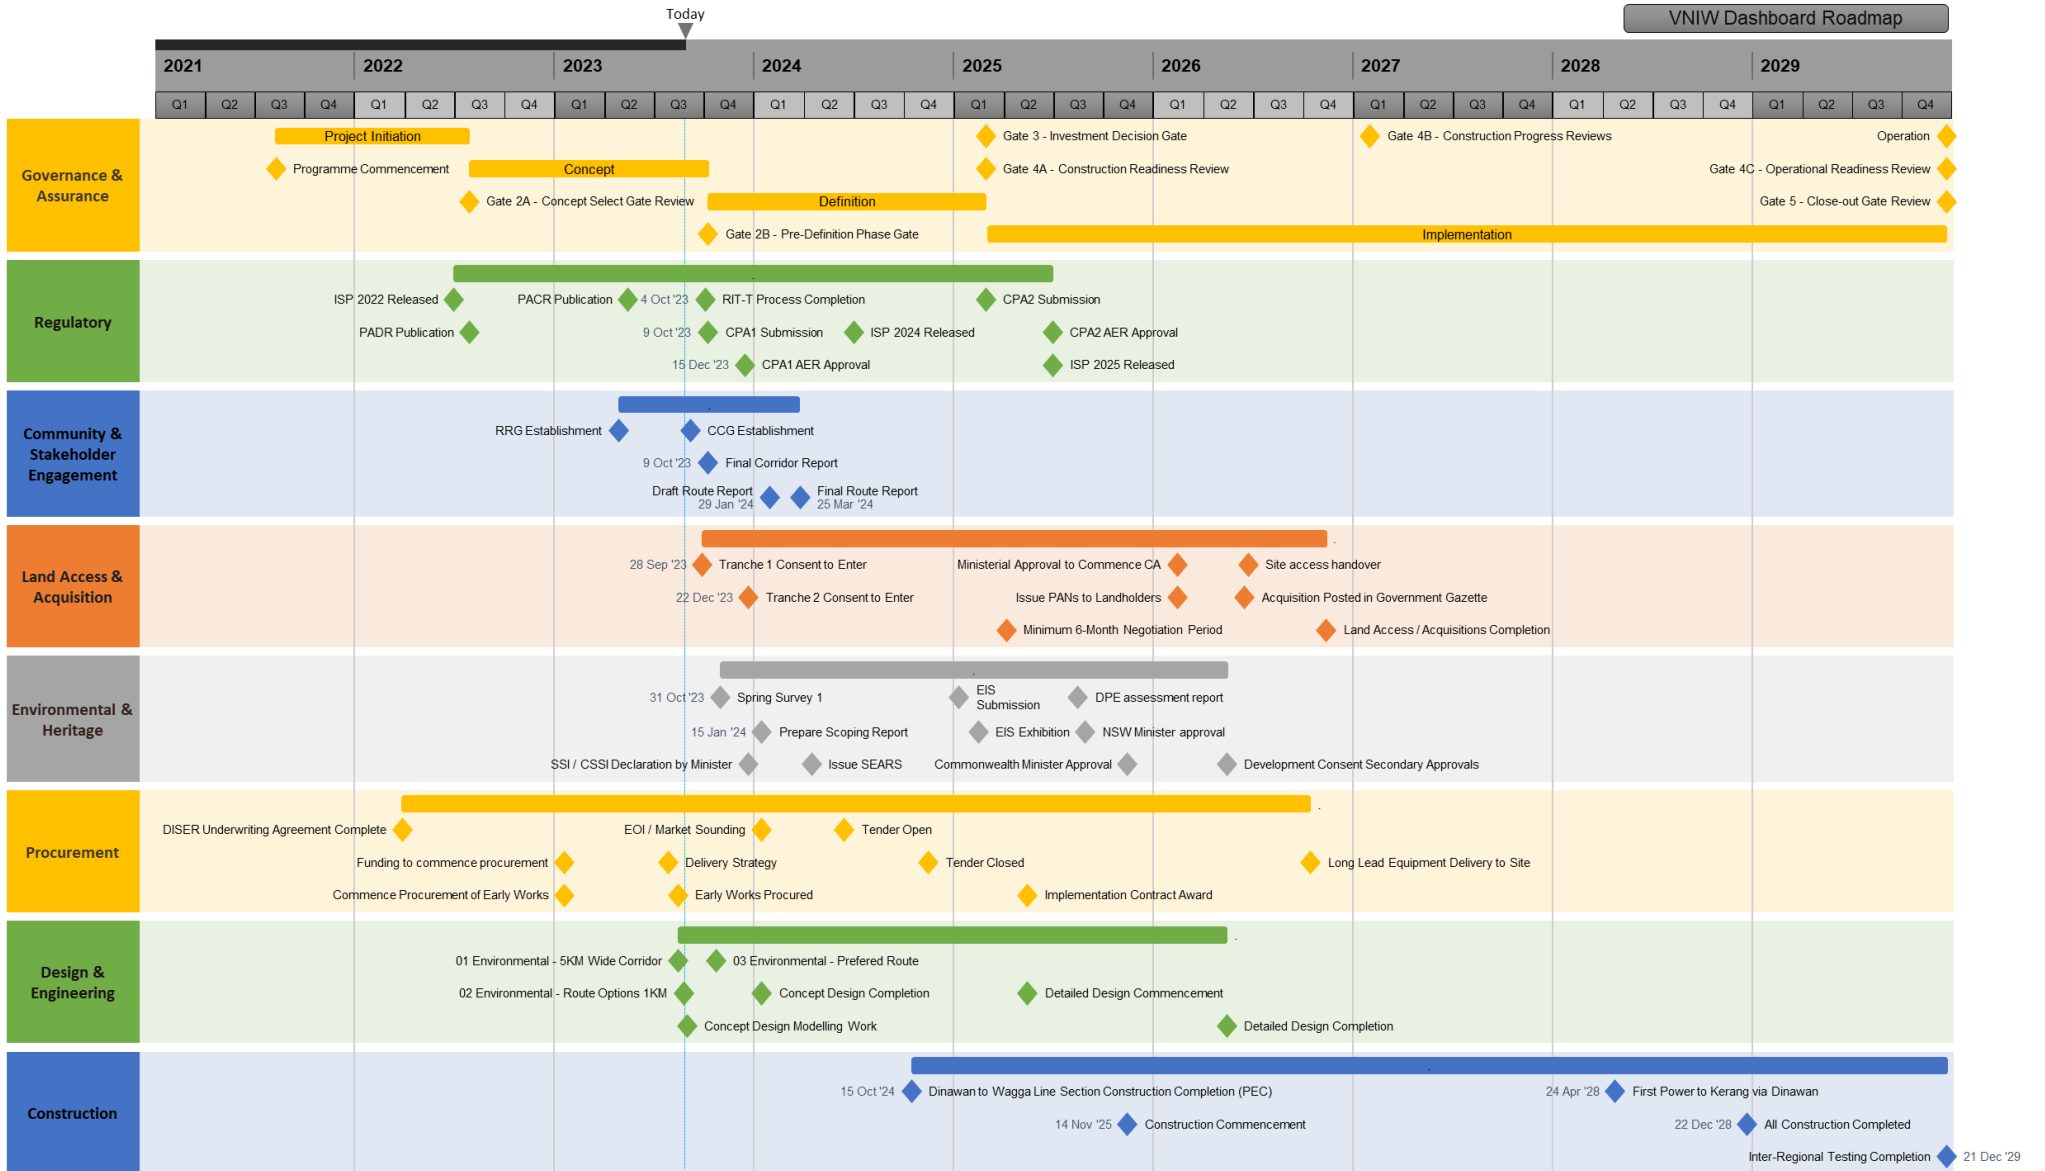 Today
VNIW Dashboard Roadmap
2021 2022 2023 2024 2025 2026 2027 2028 2029
Q1 Q2 Q3 Q4 Q1 Q2 Q3 Q4 Q1 Q2 Q3 Q4 Q1 Q2 Q3 Q4 Q1 Q2 Q3 Q4 Q1 Q2 Q3 Q4 Q1 Q2 Q3 Q4 Q1 Q2 Q3 Q4 Q1 Q2 Q3 Q4
Governance &
Assurance
Project Initiation Gate 3 - Investment Decision Gate Gate 4B - Construction Progress Reviews Operation
Programme Commencement Concept Gate 4A - Construction Readiness Review Gate 4C - Operational Readiness Review
Gate 2A - Concept Select Gate Review Definition Gate 5 - Close-out Gate Review
Gate 2B - Pre-Definition Phase Gate Implementation
Regulatory
ISP 2022 Released PACR Publication 4 Oct '23 RIT-T Process Completion CPA2 Submission
PADR Publication 9 Oct '23 CPA1 Submission ISP 2024 Released CPA2 AER Approval
15 Dec '23 CPA1 AER Approval ISP 2025 Released
Community &
Stakeholder
Engagement
RRG Establishment CCG Establishment
9 Oct '23 Final Corridor Report
Draft Route Report Final Route Report
29 Jan '24 25 Mar '24
Land Access &
Acquisition
28 Sep '23 Tranche 1 Consent to Enter Ministerial Approval to Commence CA Site access handover
22 Dec '23 Tranche 2 Consent to Enter Issue PANs to Landholders Acquisition Posted in Government Gazette
Minimum 6-Month Negotiation Period Land Access / Acquisitions Completion
Environmental &
Heritage
31 Oct '23 Spring Survey 1 EIS
Submission DPE assessment report
15 Jan '24 Prepare Scoping Report EIS Exhibition NSW Minister approval
SSI / CSSI Declaration by Minister Issue SEARS Commonwealth Minister Approval Development Consent Secondary Approvals
Procurement
DISER Underwriting Agreement Complete EOI / Market Sounding Tender Open
Funding to commence procurement Delivery Strategy Tender Closed Long Lead Equipment Delivery to Site
Commence Procurement of Early Works Early Works Procured Implementation Contract Award
Design &
Engineering
01 Environmental - 5KM Wide Corridor 03 Environmental - Prefered Route
02 Environmental - Route Options 1KM Concept Design Completion Detailed Design Commencement
Concept Design Modelling Work Detailed Design Completion
Construction
15 Oct '24 Dinawan to Wagga Line Section Construction Completion (PEC) 24 Apr '28 First Power to Kerang via Dinawan
14 Nov '25 Construction Commencement 22 Dec '28 All Construction Completed
Inter-Regional Testing Completion 21 Dec '29